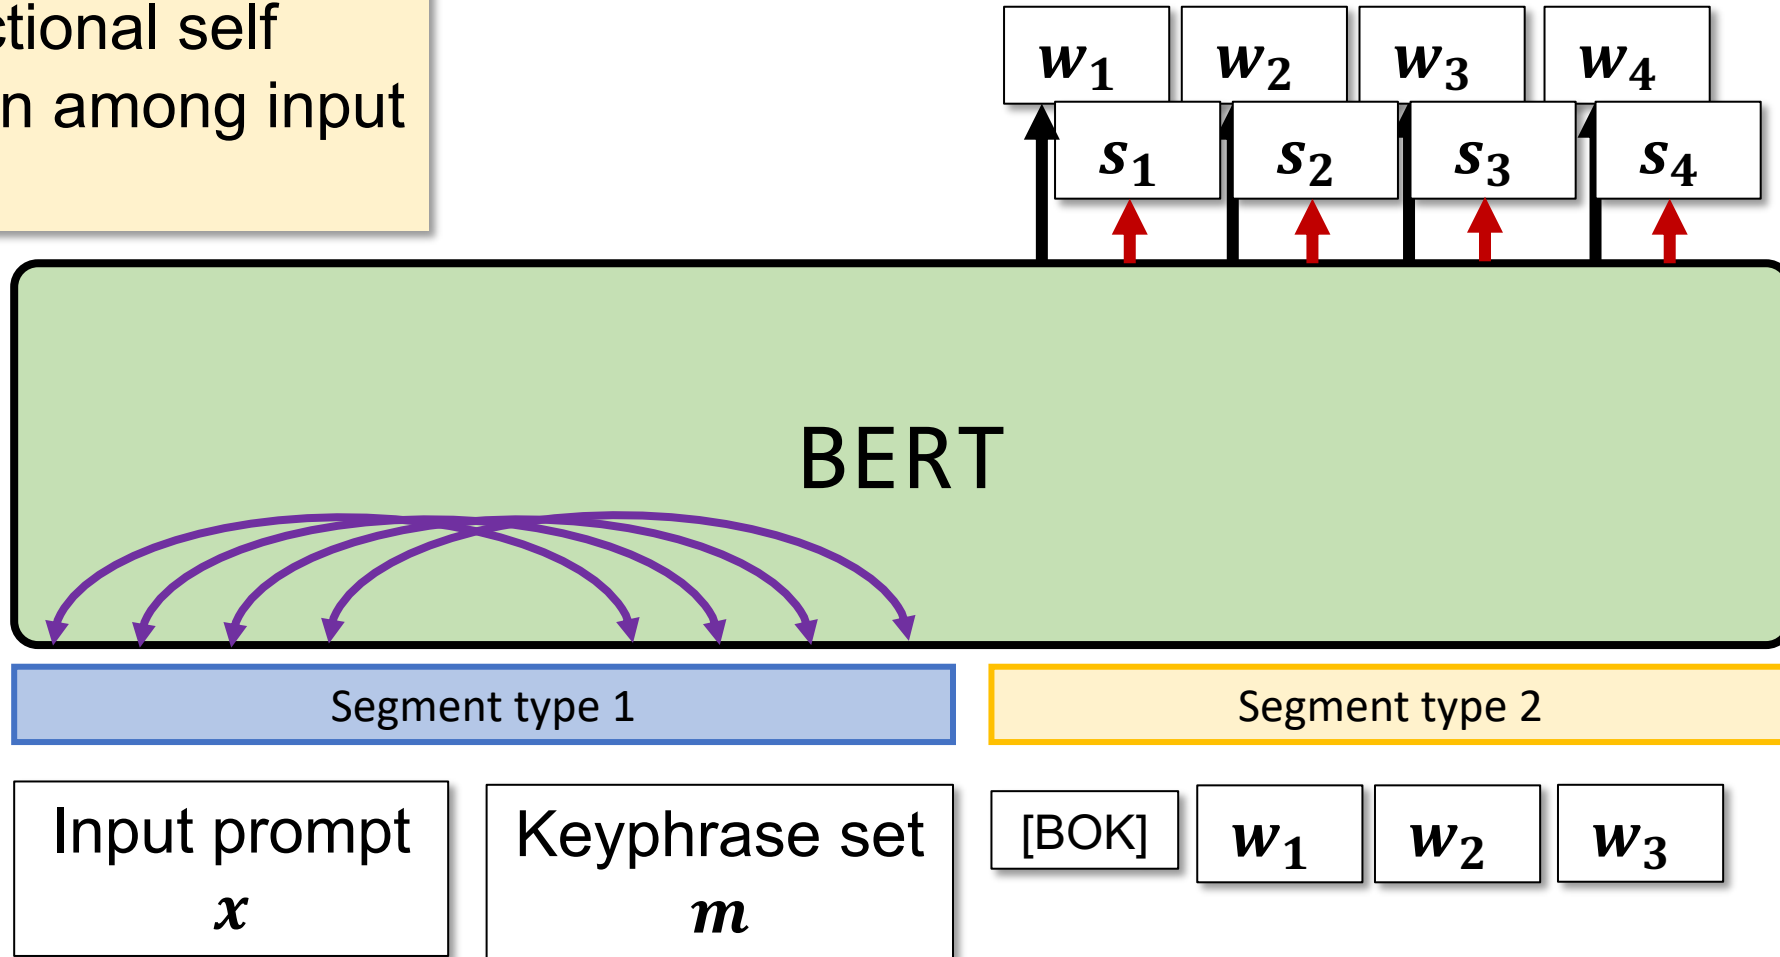 ctional self
n among input
w1 w2 w3 w4
s1 s2 s3 s4
BERT
Segment type 1 Segment type 2
Input prompt
x
Keyphrase set
m
[BOK] w1 w2 w3